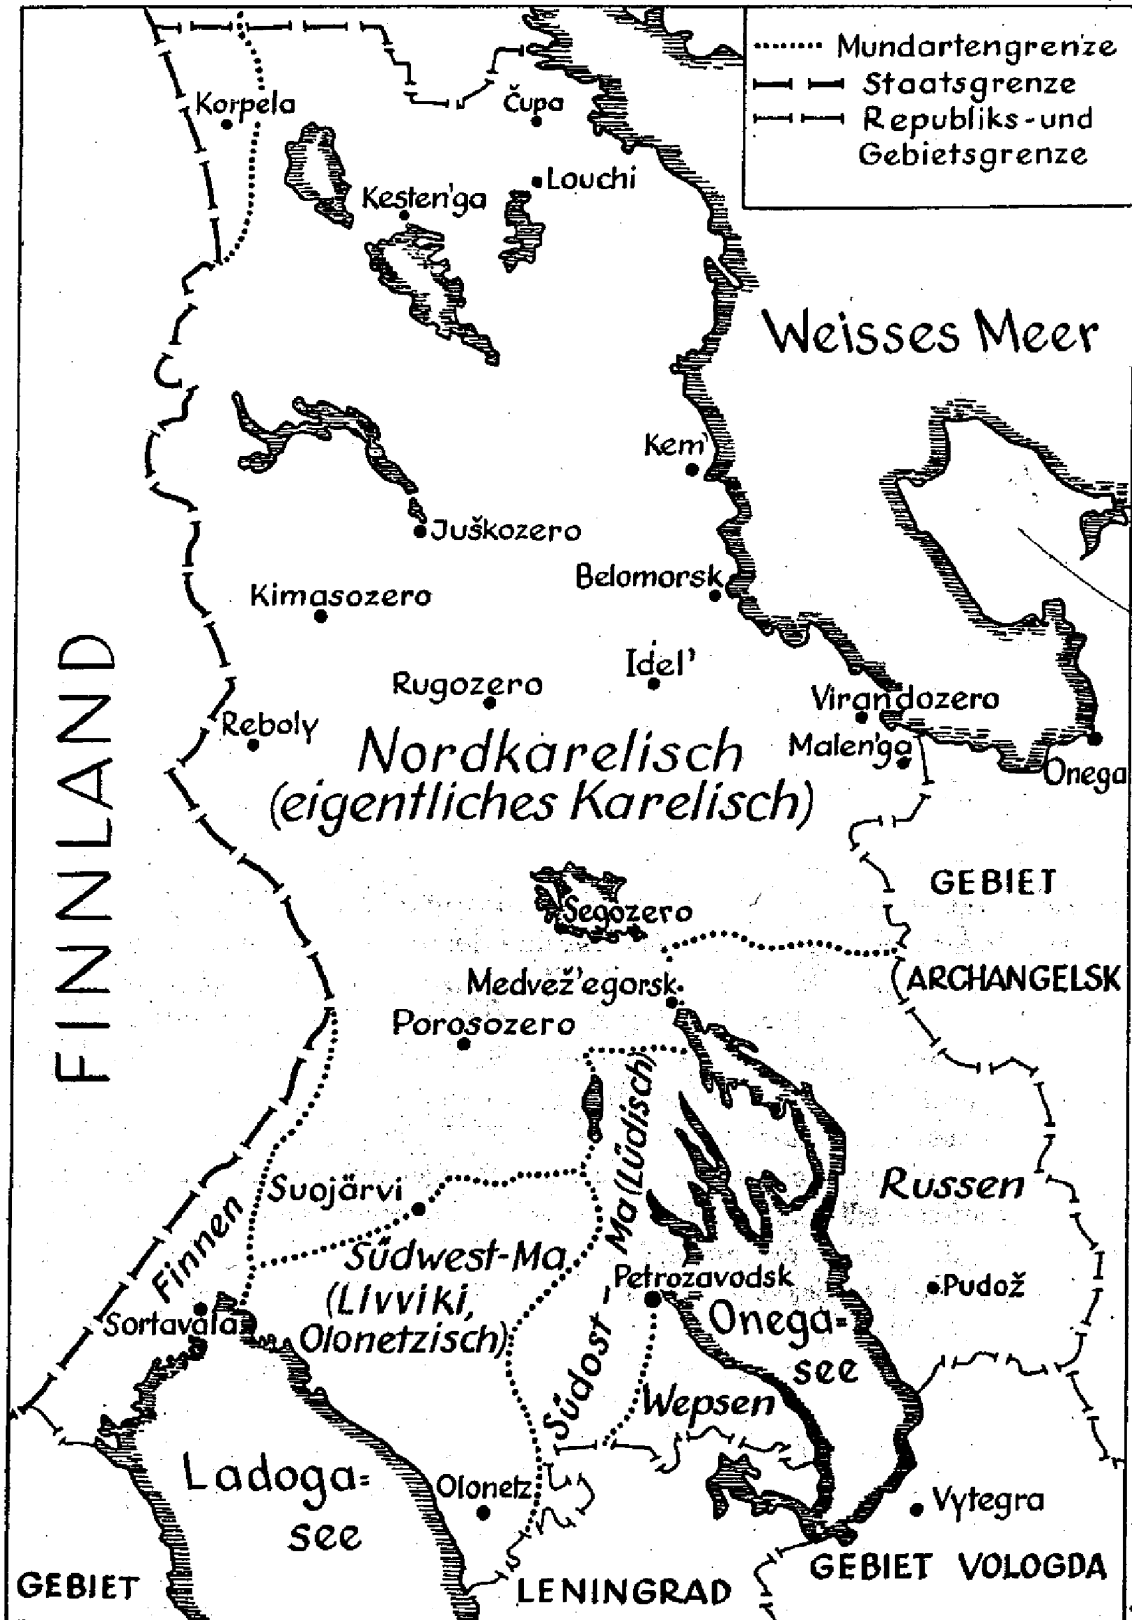 Mundartengrenze
Staatsgrenze
Republiks-und
Gebietsgrenze
Korpela
Čupa
Louchi
Kesten'ga
Weisses Meer
Kem'
Juškozero
Belomorsk
Kimasozero
Idel'
Rugozero
Virandozero
Reboly
Malen'ga
Onega
Nordkarelisch
(eigentliches Karelisch)
FINNLAND
GEBIET
ARCHANGELSK
Segozero
Medvež'egorsk
Porosozero
Suojärvi
Russen
Finnen
Südwest-Ma
(Livviki,
Olonetzisch)
Südost-Ma (Lüdisch)
Petrozavodsk
Pudož
Onega=
see
Sortavala
Wepsen
Ladoga=
see
Olonetz
Vytegra
GEBIET
LENINGRAD
GEBIET VOLOGDA